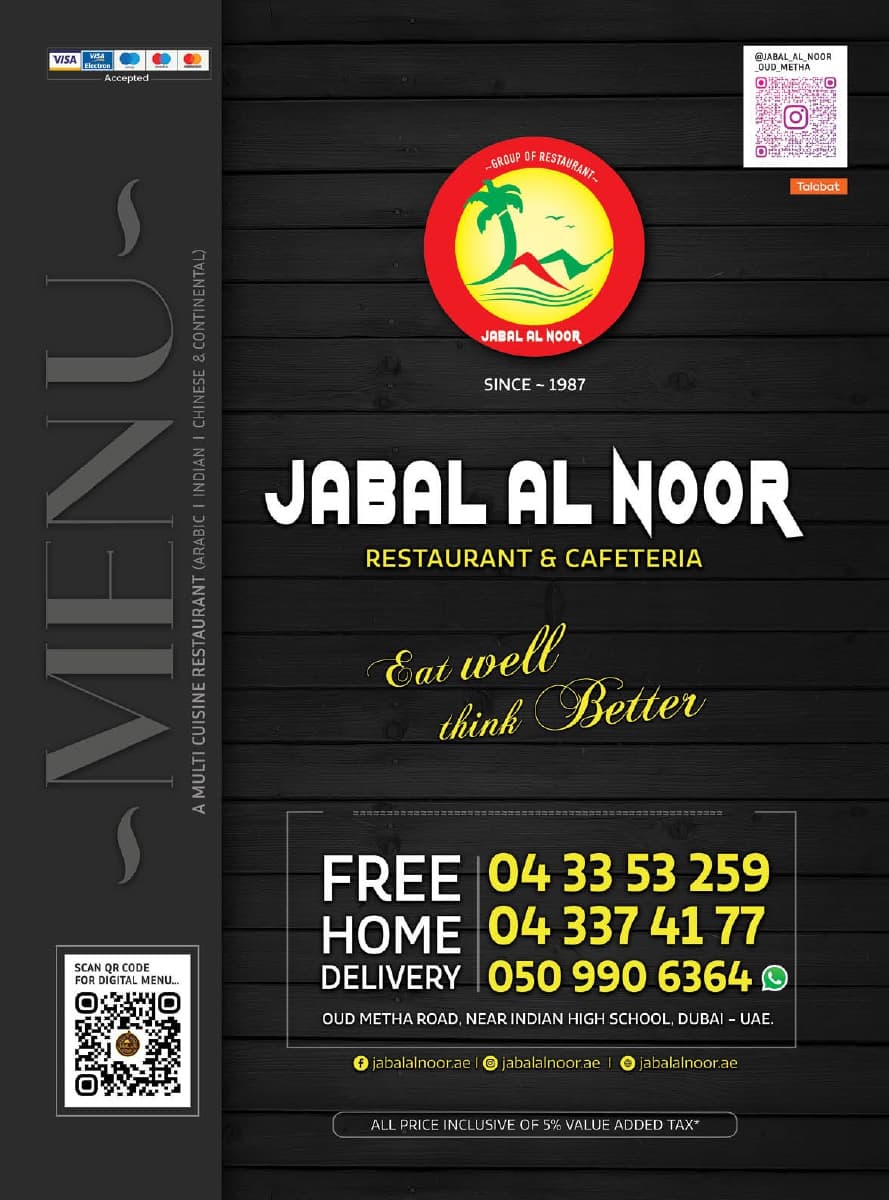 VISA
VISA
Electron
Accepted
@JABAL_AL_NOOR
_OUD_METHA
Talabat
~GROUP OF RESTAURANT~
JABAL AL NOOR
SINCE ~ 1987
MENU
A MULTI CUISINE RESTAURANT (ARABIC I INDIAN I CHINESE & CONTINENTAL)
JABAL AL NOOR
RESTAURANT & CAFETERIA
Eat well
think Better
FREE
HOME
DELIVERY
04 33 53 259
04 337 41 77
050 990 6364
OUD METHA ROAD, NEAR INDIAN HIGH SCHOOL, DUBAI - UAE.
jabalalnoor.ae I jabalalnoor.ae I jabalalnoor.ae
SCAN QR CODE
FOR DIGITAL MENU...
ALL PRICE INCLUSIVE OF 5% VALUE ADDED TAX*